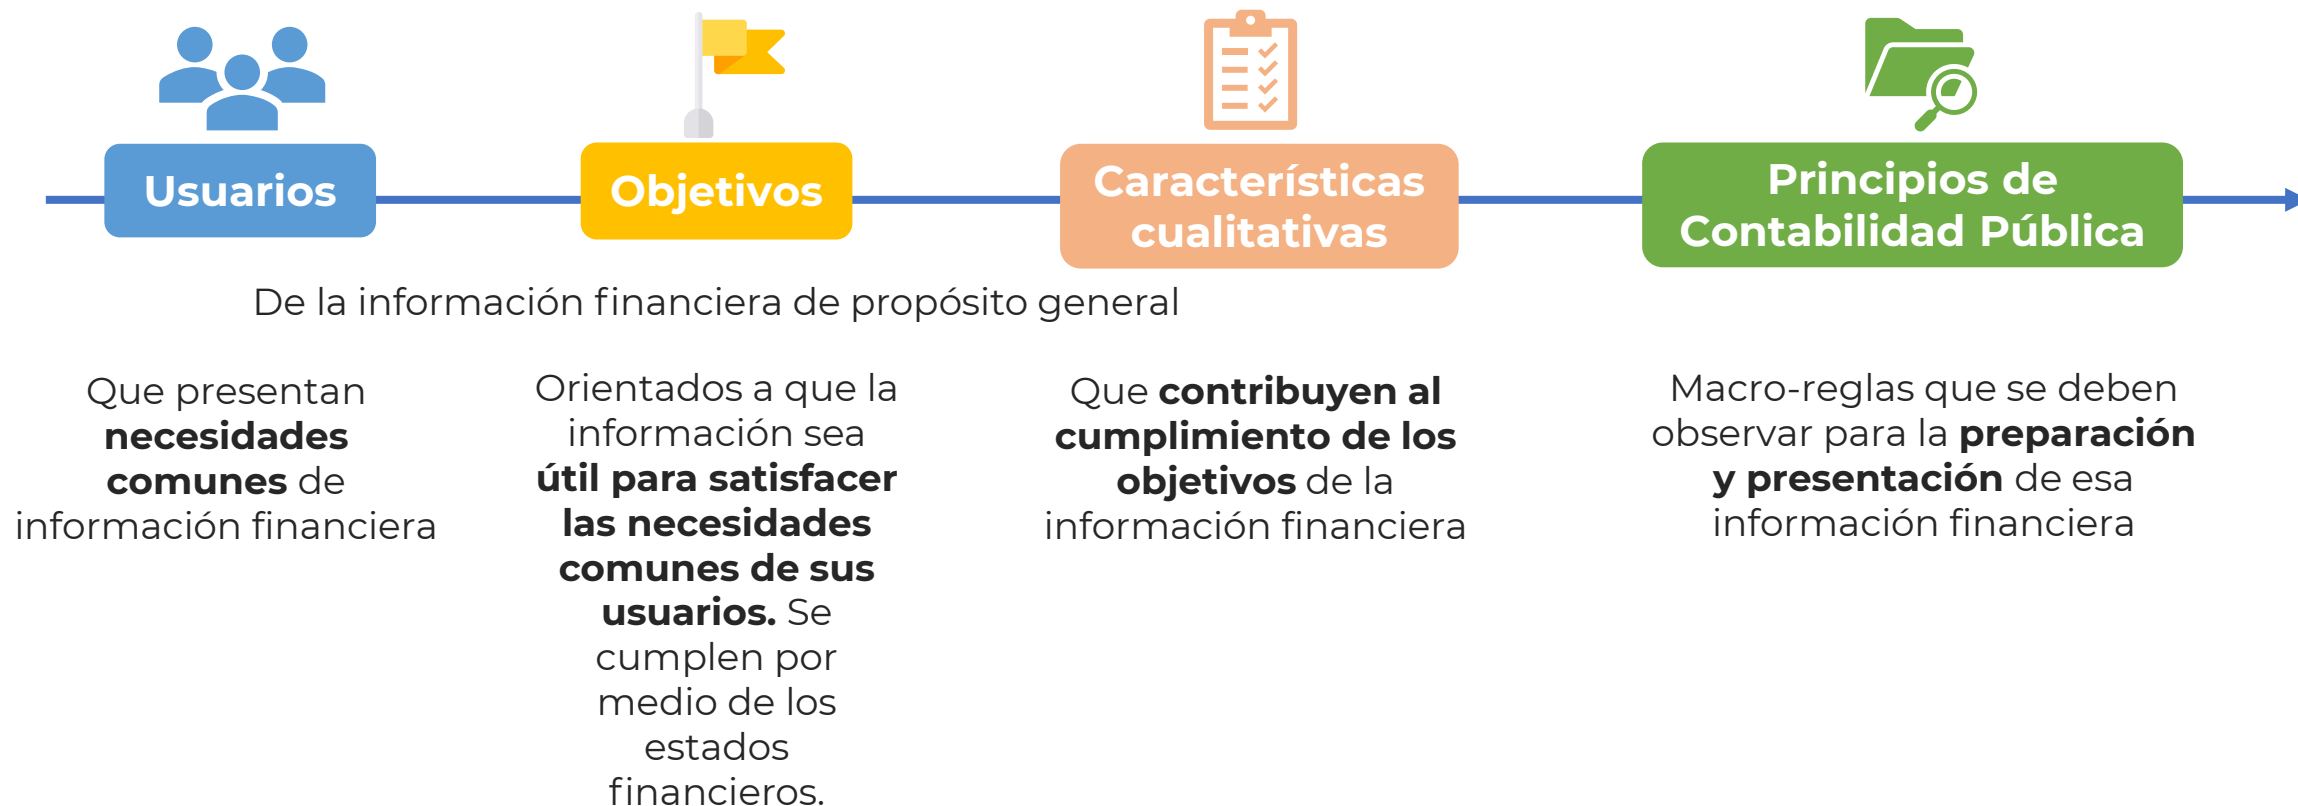 Usuarios
Objetivos
Características
cualitativas
Principios de
Contabilidad Pública
De la información financiera de propósito general
Que presentan
necesidades
comunes de
información financiera
Orientados a que la
información sea
útil para satisfacer
las necesidades
comunes de sus
usuarios. Se
cumplen por
medio de los
estados
financieros.
Que contribuyen al
cumplimiento de los
objetivos de la
información financiera
Macro-reglas que se deben
observar para la preparación
y presentación de esa
información financiera